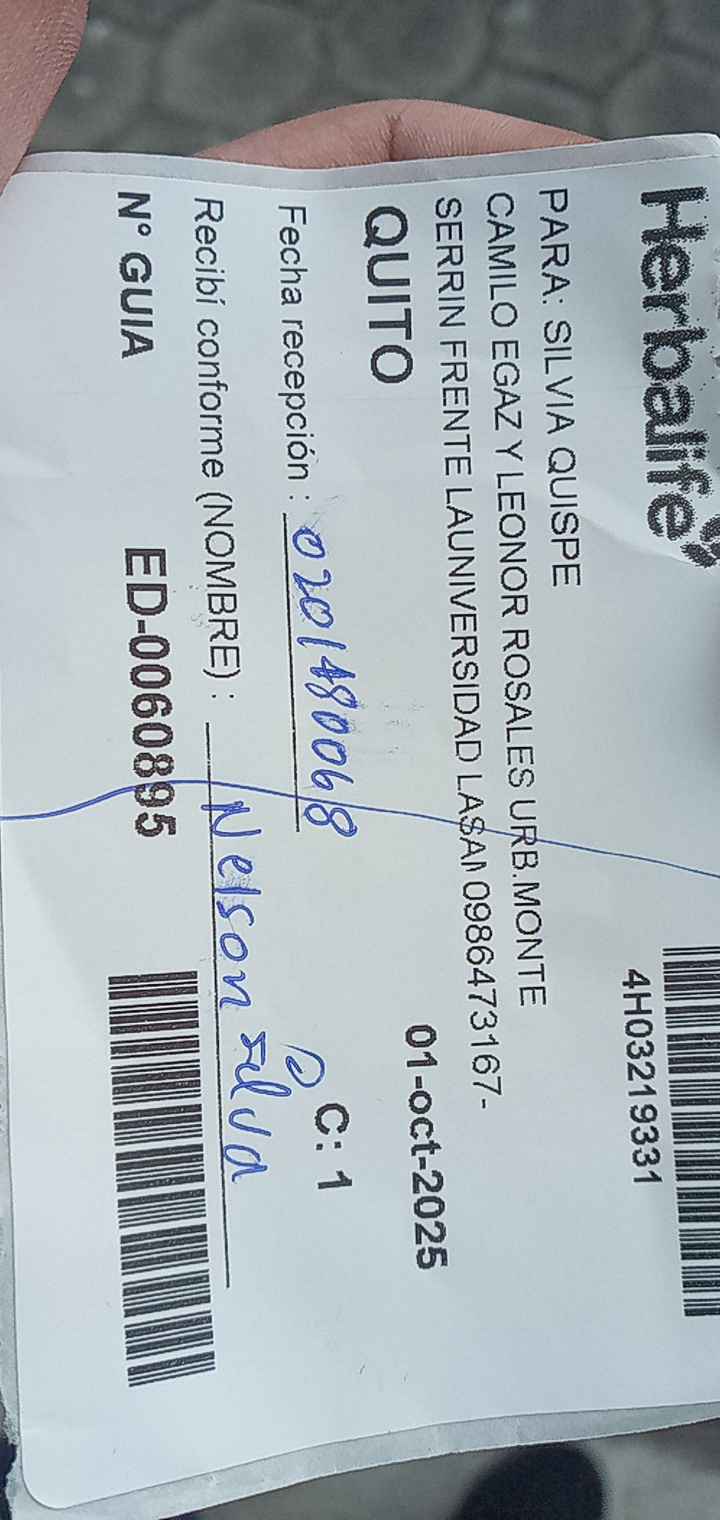 Herbalife
4H03219331
PARA: SILVIA QUISPE
CAMILO EGAZ Y LEONOR ROSALES URB.MONTE
SERRIN FRENTE LAUNIVERSIDAD LASAM 0986473167-
QUITO
01-oct-2025
Fecha recepción : 0201480068
C: 1
Recibí conforme (NOMBRE) : Nelson Silva
N° GUIA ED-0060895